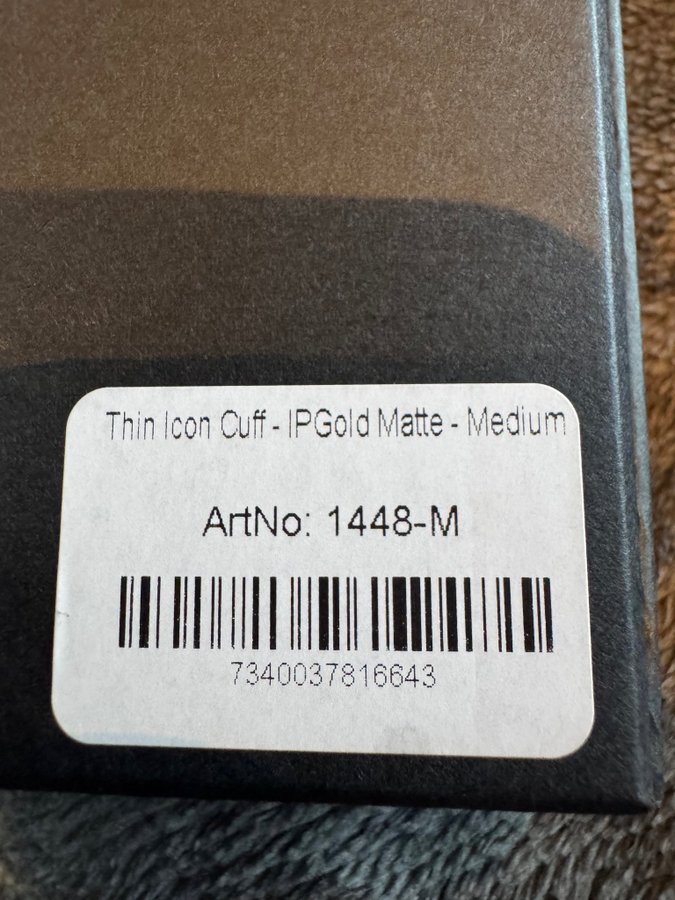 Thin Icon Cuff - IPGold Matte - Medium
ArtNo: 1448-M
7340037816643